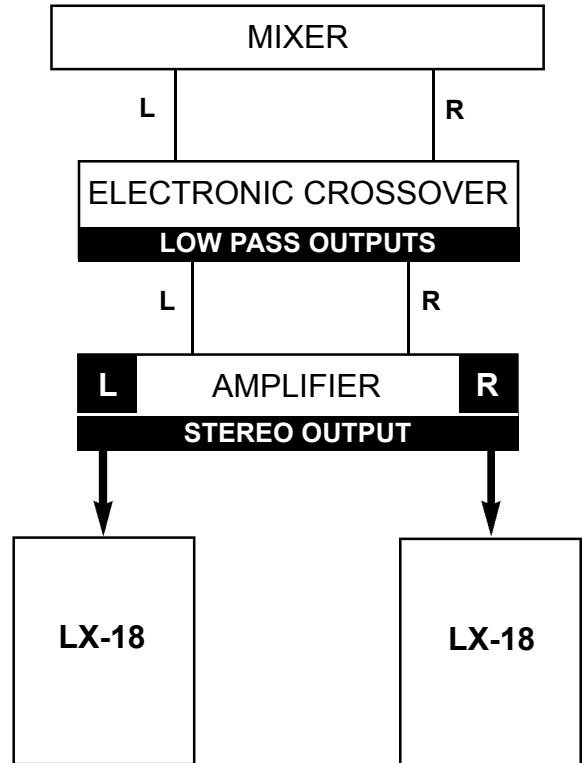 MIXER
L R
ELECTRONIC CROSSOVER
LOW PASS OUTPUTS
L R
L AMPLIFIER R
STEREO OUTPUT
LX-18 LX-18